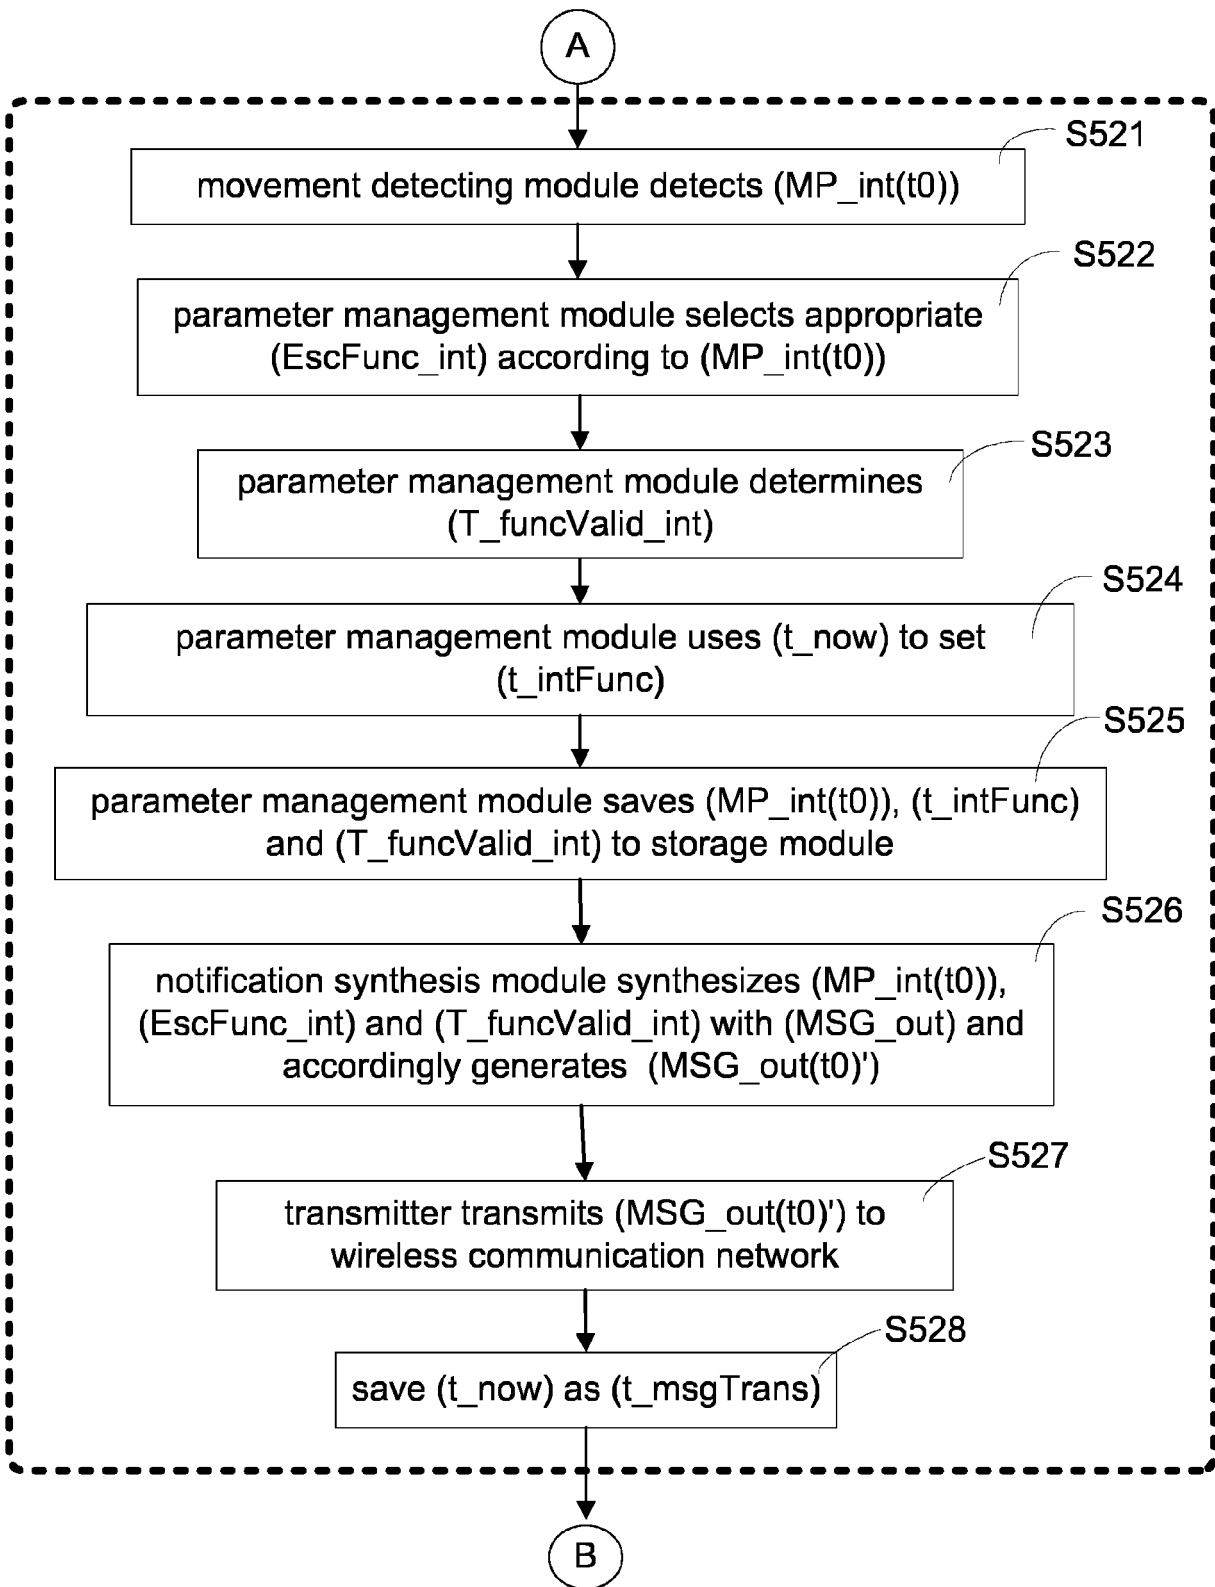 A
S521
movement detecting module detects (MP_int(t0))
S522
parameter management module selects appropriate
(EscFunc_int) according to (MP_int(t0))
S523
parameter management module determines
(T_funcValid_int)
S524
parameter management module uses (t_now) to set
(t_intFunc)
S525
parameter management module saves (MP_int(t0)), (t_intFunc)
and (T_funcValid_int) to storage module
S526
notification synthesis module synthesizes (MP_int(t0)),
(EscFunc_int) and (T_funcValid_int) with (MSG_out) and
accordingly generates (MSG_out(t0)')
S527
transmitter transmits (MSG_out(t0)') to
wireless communication network
S528
save (t_now) as (t_msgTrans)
B